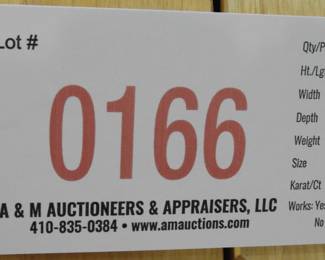 Lot #
0166
A & M AUCTIONEERS & APPRAISERS, LLC
410-835-0384 • www.amauctions.com
Qty/P
Ht./Lg
Width
Depth
Weight
Size
Karat/Ct
Works: Yes
No